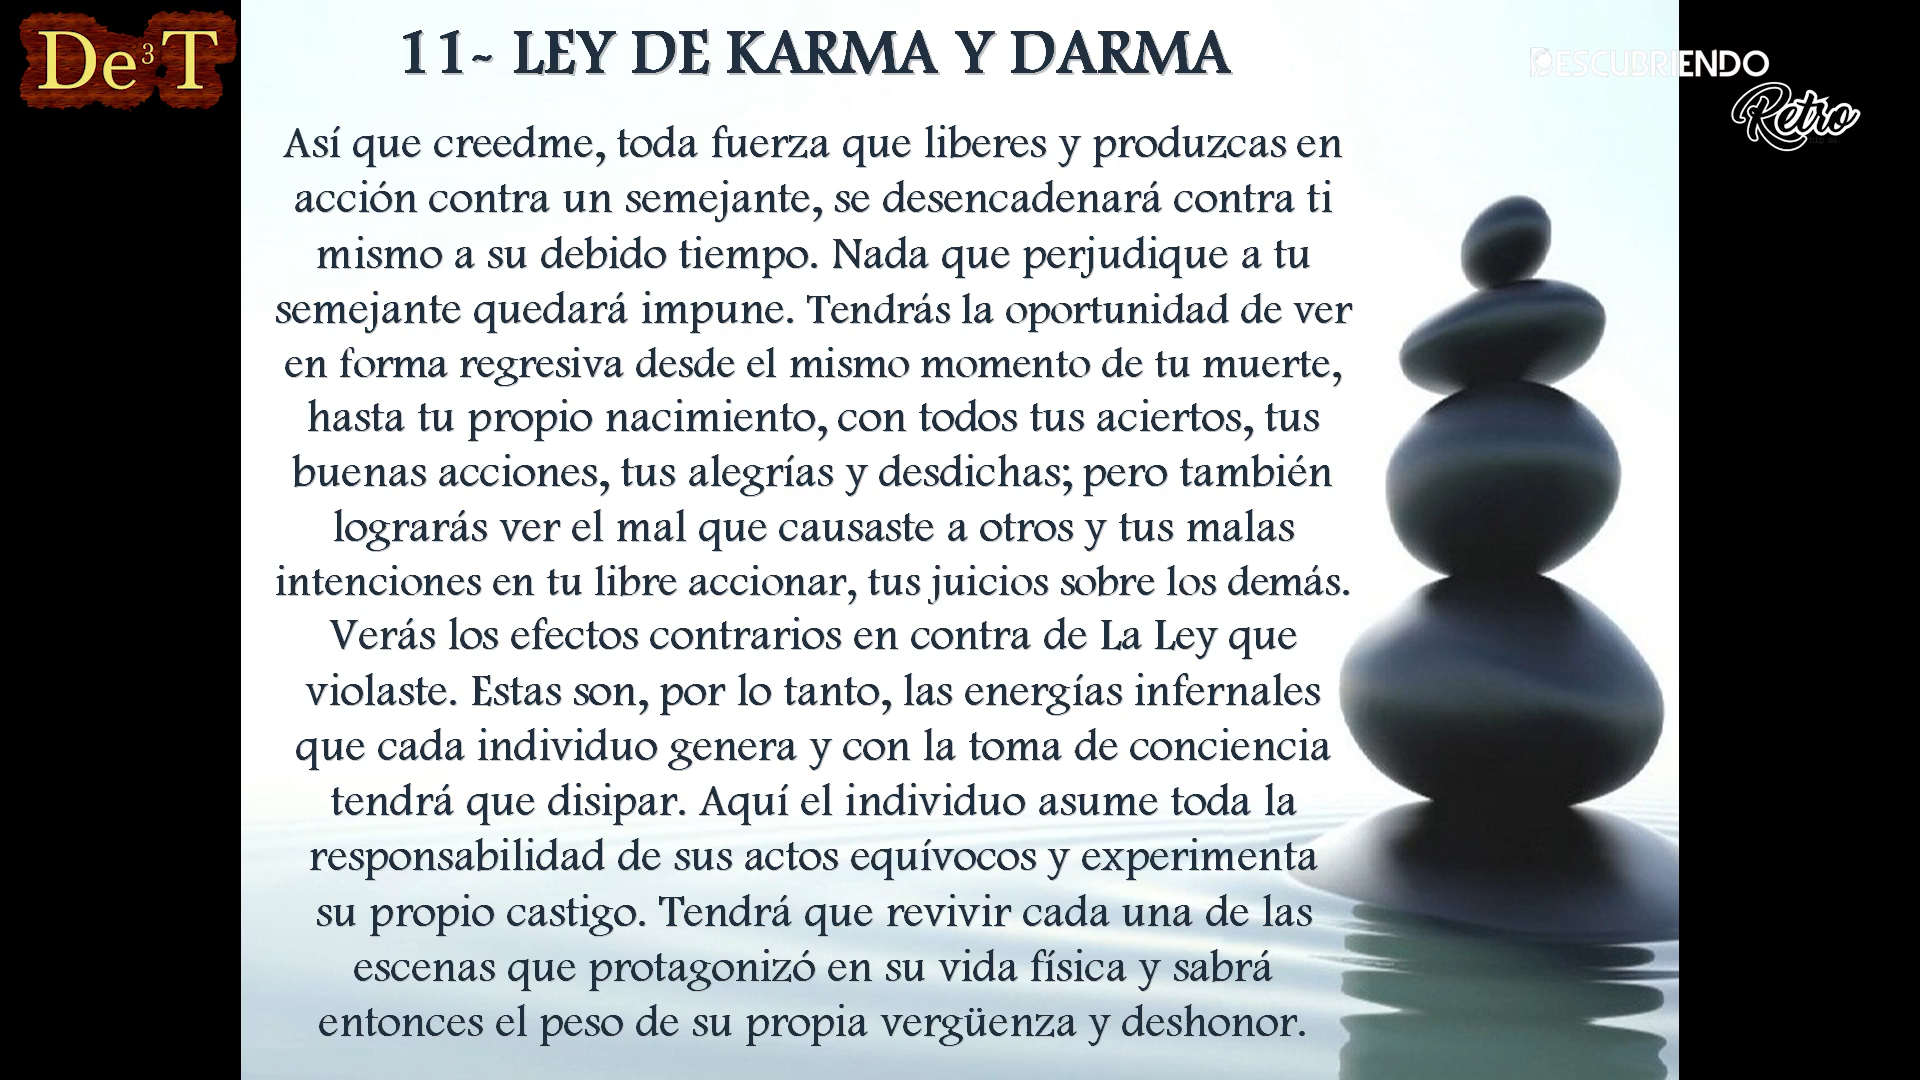 De³T
11- LEY DE KARMA Y DARMA
DESCUBRIENDO
Retro
Así que creedme, toda fuerza que liberes y produzcas en
acción contra un semejante, se desencadenará contra ti
mismo a su debido tiempo. Nada que perjudique a tu
semejante quedará impune. Tendrás la oportunidad de ver
en forma regresiva desde el mismo momento de tu muerte,
hasta tu propio nacimiento, con todos tus aciertos, tus
buenas acciones, tus alegrías y desdichas; pero también
lograrás ver el mal que causaste a otros y tus malas
intenciones en tu libre accionar, tus juicios sobre los demás.
Verás los efectos contrarios en contra de La Ley que
violaste. Estas son, por lo tanto, las energías infernales
que cada individuo genera y con la toma de conciencia
tendrá que disipar. Aquí el individuo asume toda la
responsabilidad de sus actos equívocos y experimenta
su propio castigo. Tendrá que revivir cada una de las
escenas que protagonizó en su vida física y sabrá
entonces el peso de su propia vergüenza y deshonor.